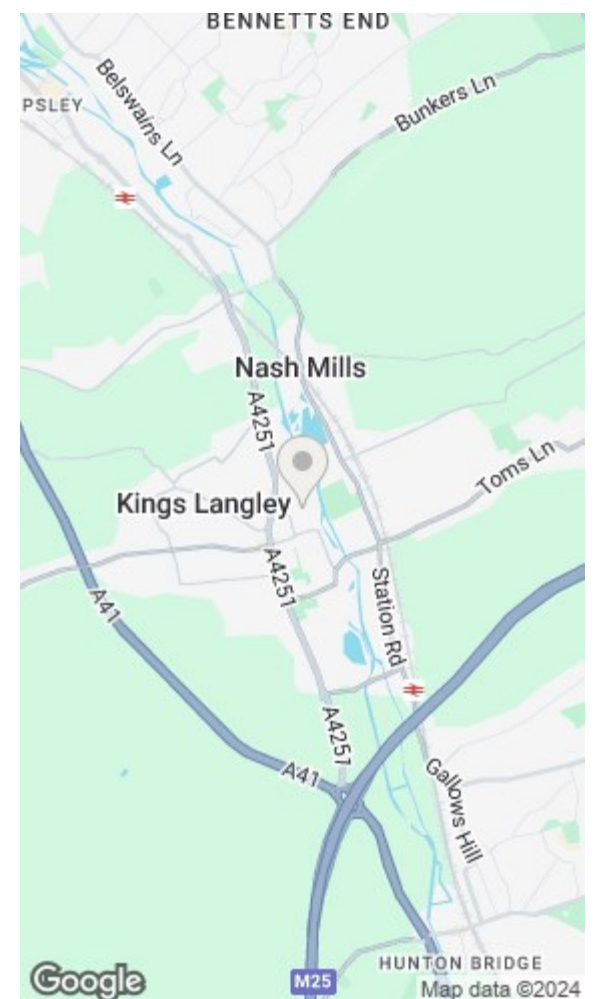 BENNETTS END
Belswains Ln
Bunkers Ln
PSLEY
Nash Mills
A4251
Toms Ln
Kings Langley
A4251
Station Rd
A41
A4251
A41
Gallows Hill
HUNTON BRIDGE
Google
M25
Map data ©2024